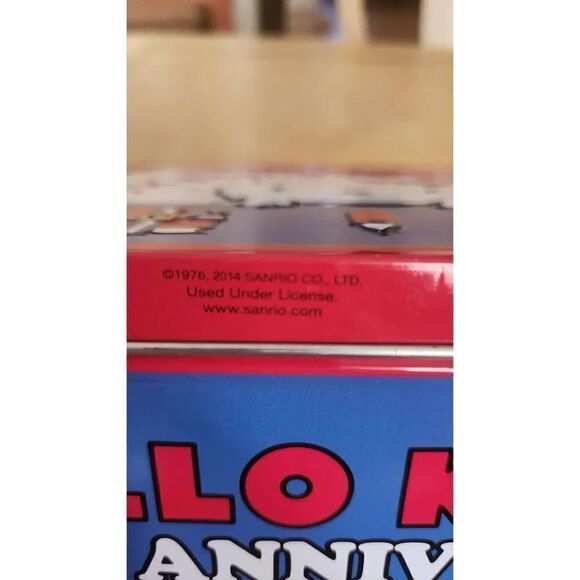 ©1976, 2014 SANRIO CO., LTD.
Used Under License.
www.sanrio.com
LLO K
ANNIV